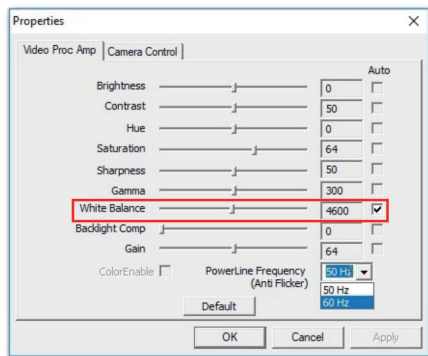 Properties
Video Proc Amp Camera Control
Auto
Brightness 0
Contrast 50
Hue 0
Saturation 64
Sharpness 50
Gamma 300
White Balance 4600
Backlight Comp 0
Gain 64
ColorEnable PowerLine Frequency 50 Hz
(Anti Flicker)
50 Hz
60 Hz
Default
OK Cancel Apply